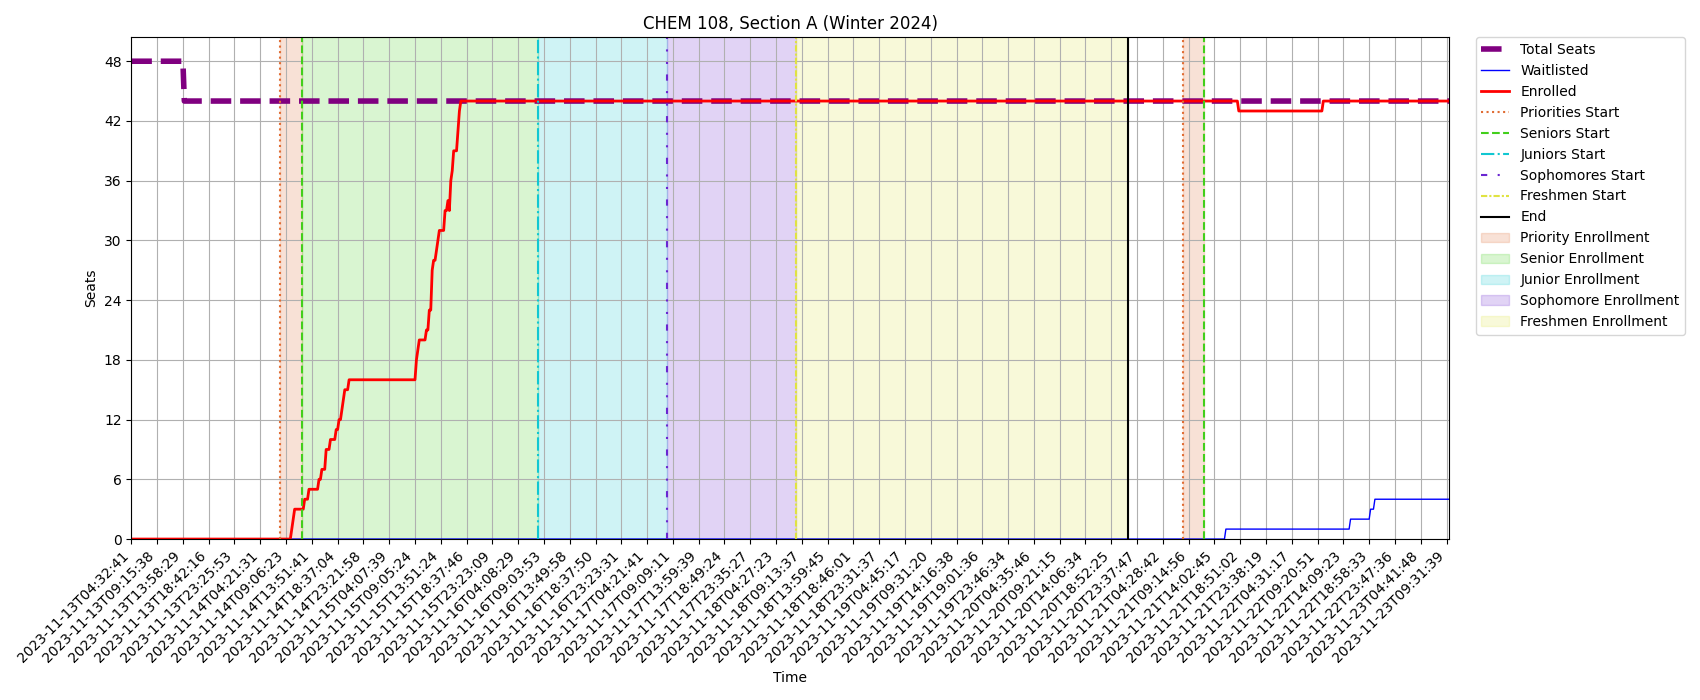 CHEM 108, Section A (Winter 2024)
Seats
48
42
36
30
24
18
12
6
0
2023-11-13T04:32:41
2023-11-13T09:15:38
2023-11-13T13:58:29
2023-11-13T18:42:16
2023-11-13T23:25:53
2023-11-14T04:21:31
2023-11-14T09:06:23
2023-11-14T13:51:41
2023-11-14T18:37:04
2023-11-14T23:21:58
2023-11-15T04:07:39
2023-11-15T09:05:24
2023-11-15T13:51:24
2023-11-15T18:37:46
2023-11-15T23:23:09
2023-11-16T04:08:29
2023-11-16T09:03:53
2023-11-16T13:49:58
2023-11-16T18:37:50
2023-11-16T23:23:31
2023-11-17T04:21:41
2023-11-17T09:09:11
2023-11-17T13:59:39
2023-11-17T18:49:24
2023-11-17T23:35:27
2023-11-18T04:27:23
2023-11-18T09:13:37
2023-11-18T13:59:45
2023-11-18T18:46:01
2023-11-18T23:31:37
2023-11-19T04:45:17
2023-11-19T09:31:20
2023-11-19T14:16:38
2023-11-19T19:01:36
2023-11-19T23:46:34
2023-11-20T04:35:46
2023-11-20T09:21:15
2023-11-20T14:06:34
2023-11-20T18:52:25
2023-11-20T23:37:47
2023-11-21T04:28:42
2023-11-21T09:14:56
2023-11-21T14:02:45
2023-11-21T18:51:02
2023-11-21T23:38:19
2023-11-22T04:31:17
2023-11-22T09:20:51
2023-11-22T14:09:23
2023-11-22T18:58:33
2023-11-22T23:47:36
2023-11-23T04:41:48
2023-11-23T09:31:39
Time
Total Seats
Waitlisted
Enrolled
Priorities Start
Seniors Start
Juniors Start
Sophomores Start
Freshmen Start
End
Priority Enrollment
Senior Enrollment
Junior Enrollment
Sophomore Enrollment
Freshmen Enrollment